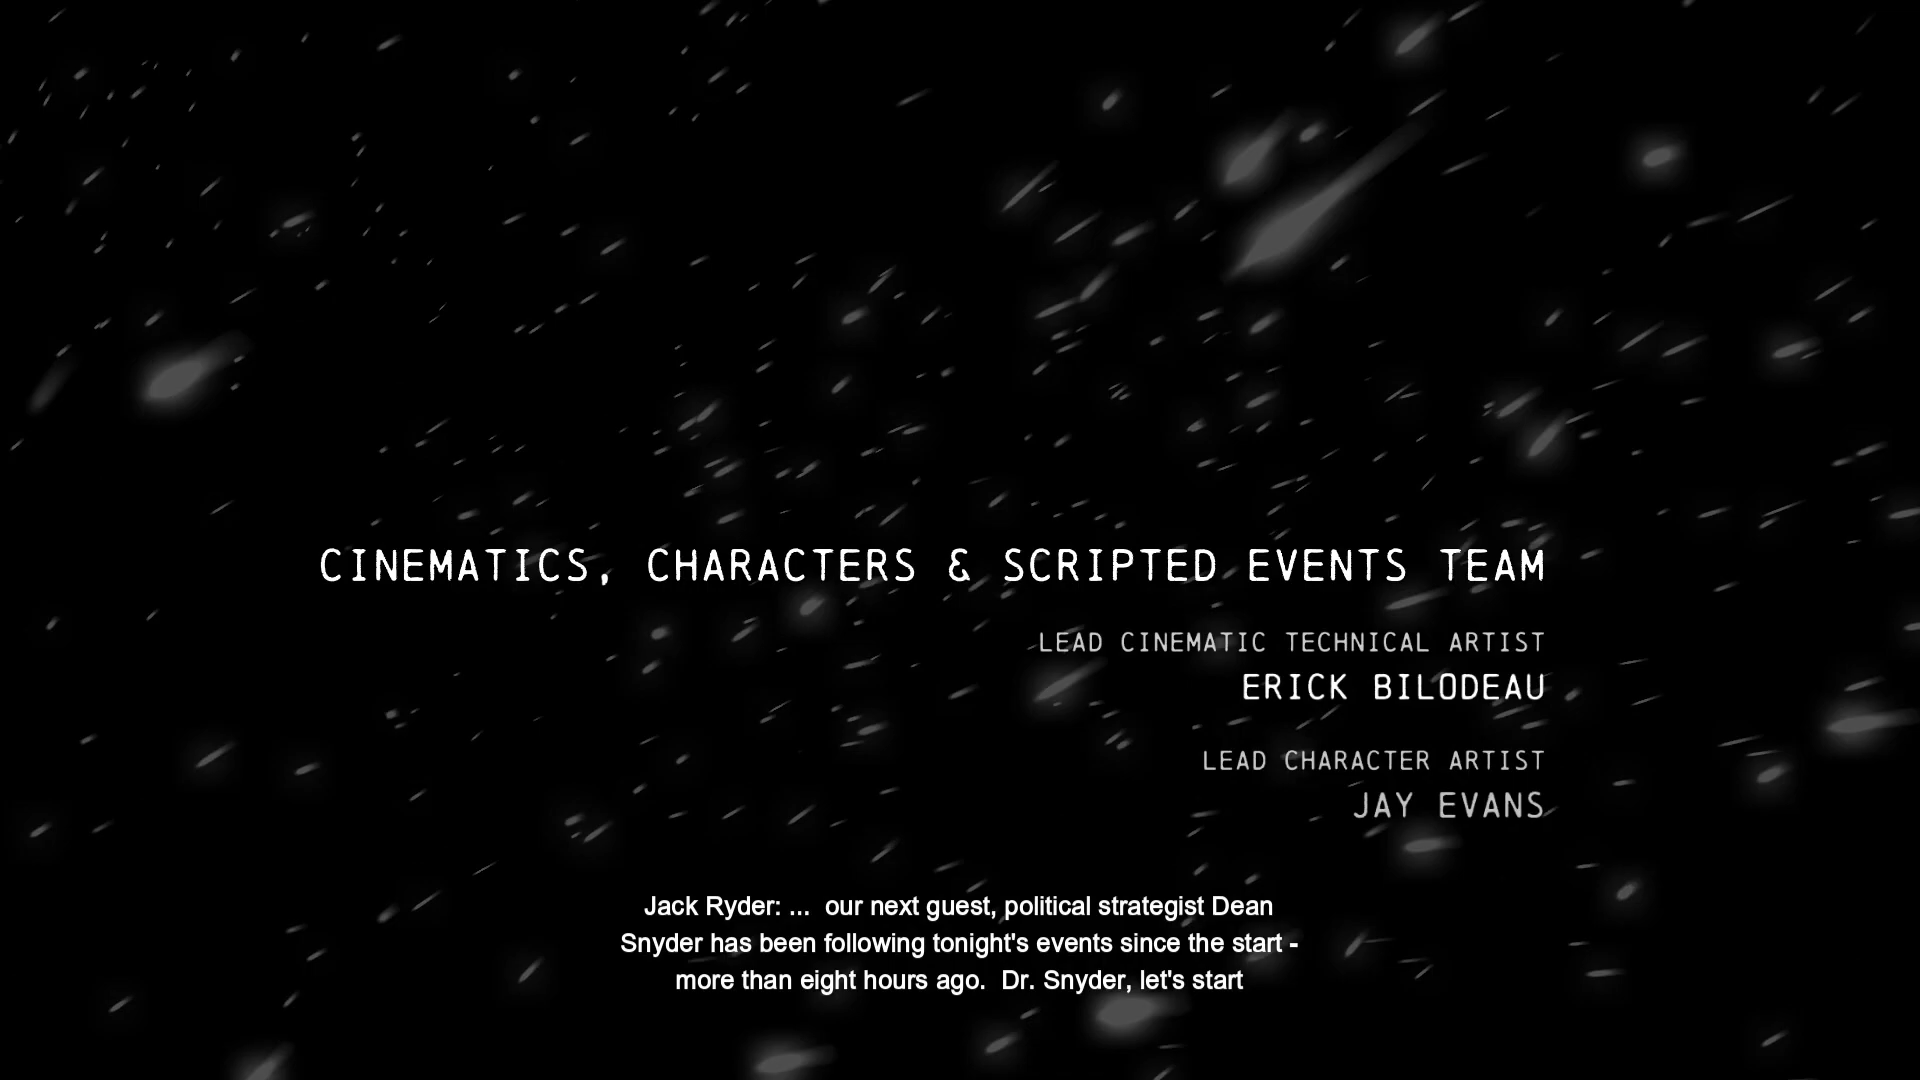 CINEMATICS, CHARACTERS & SCRIPTED EVENTS TEAM
LEAD CINEMATIC TECHNICAL ARTIST
ERICK BILODEAU
LEAD CHARACTER ARTIST
JAY EVANS
Jack Ryder: ...  our next guest, political strategist Dean
Snyder has been following tonight's events since the start -
more than eight hours ago.  Dr. Snyder, let's start